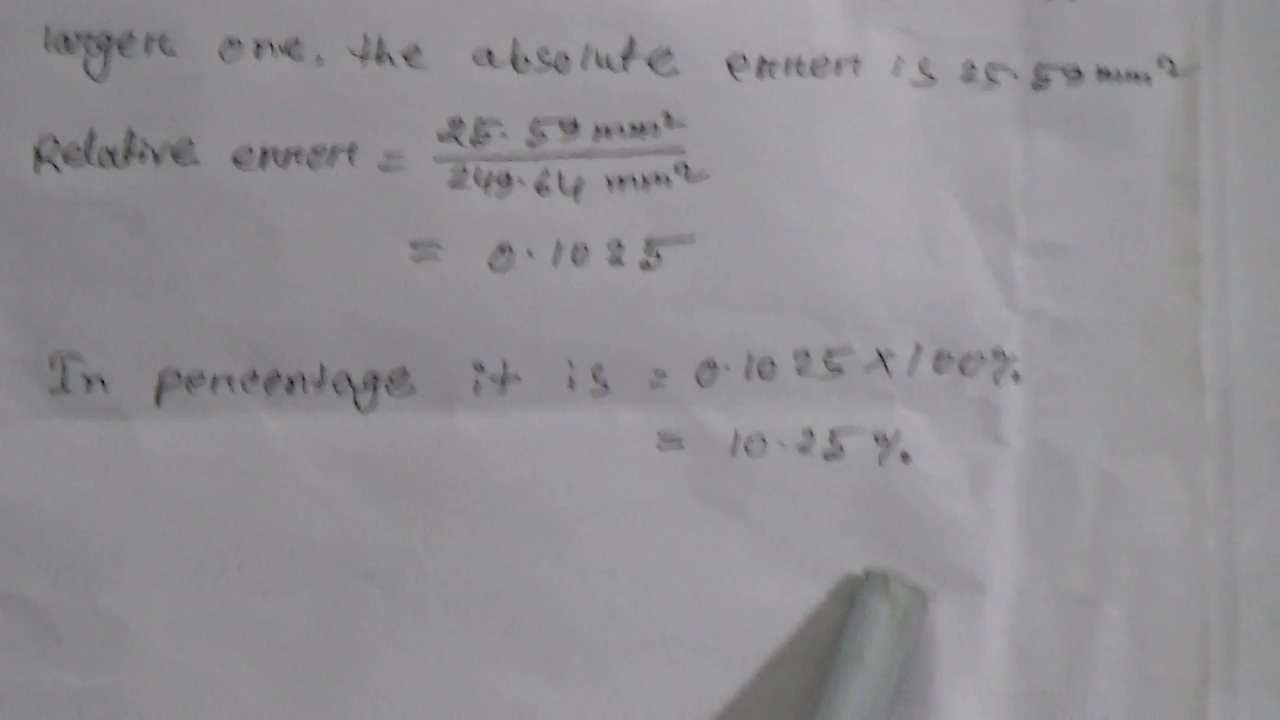 larger one, the absolute error is 25.59 mm²
25.59 mm²
Relative error = ―――
249.64 mm²
= 0.1025
In percentage it is = 0.1025 × 100%
= 10.25 %.